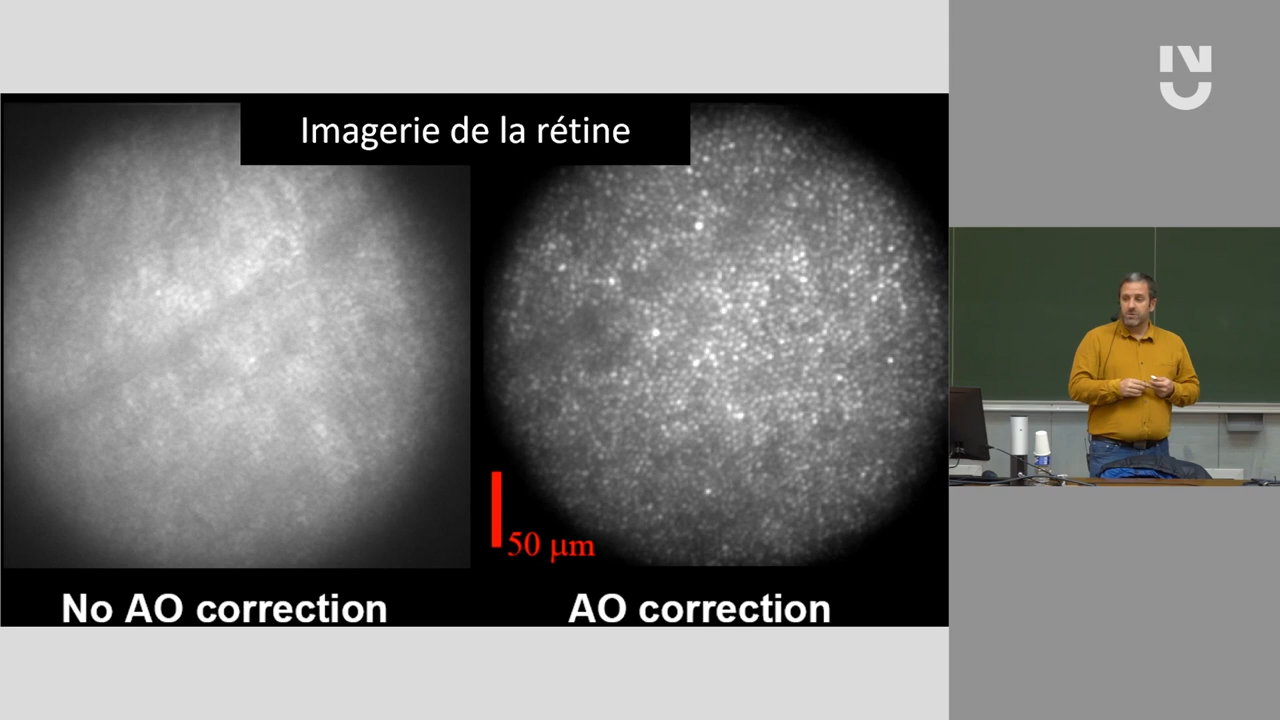 Imagerie de la rétine
50 μm
No AO correction
AO correction